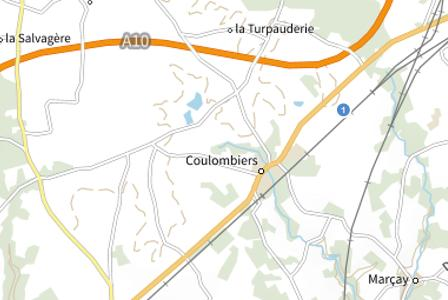 la Turpauderie
la Salvagère
A10
1
Coulombiers
Marçay